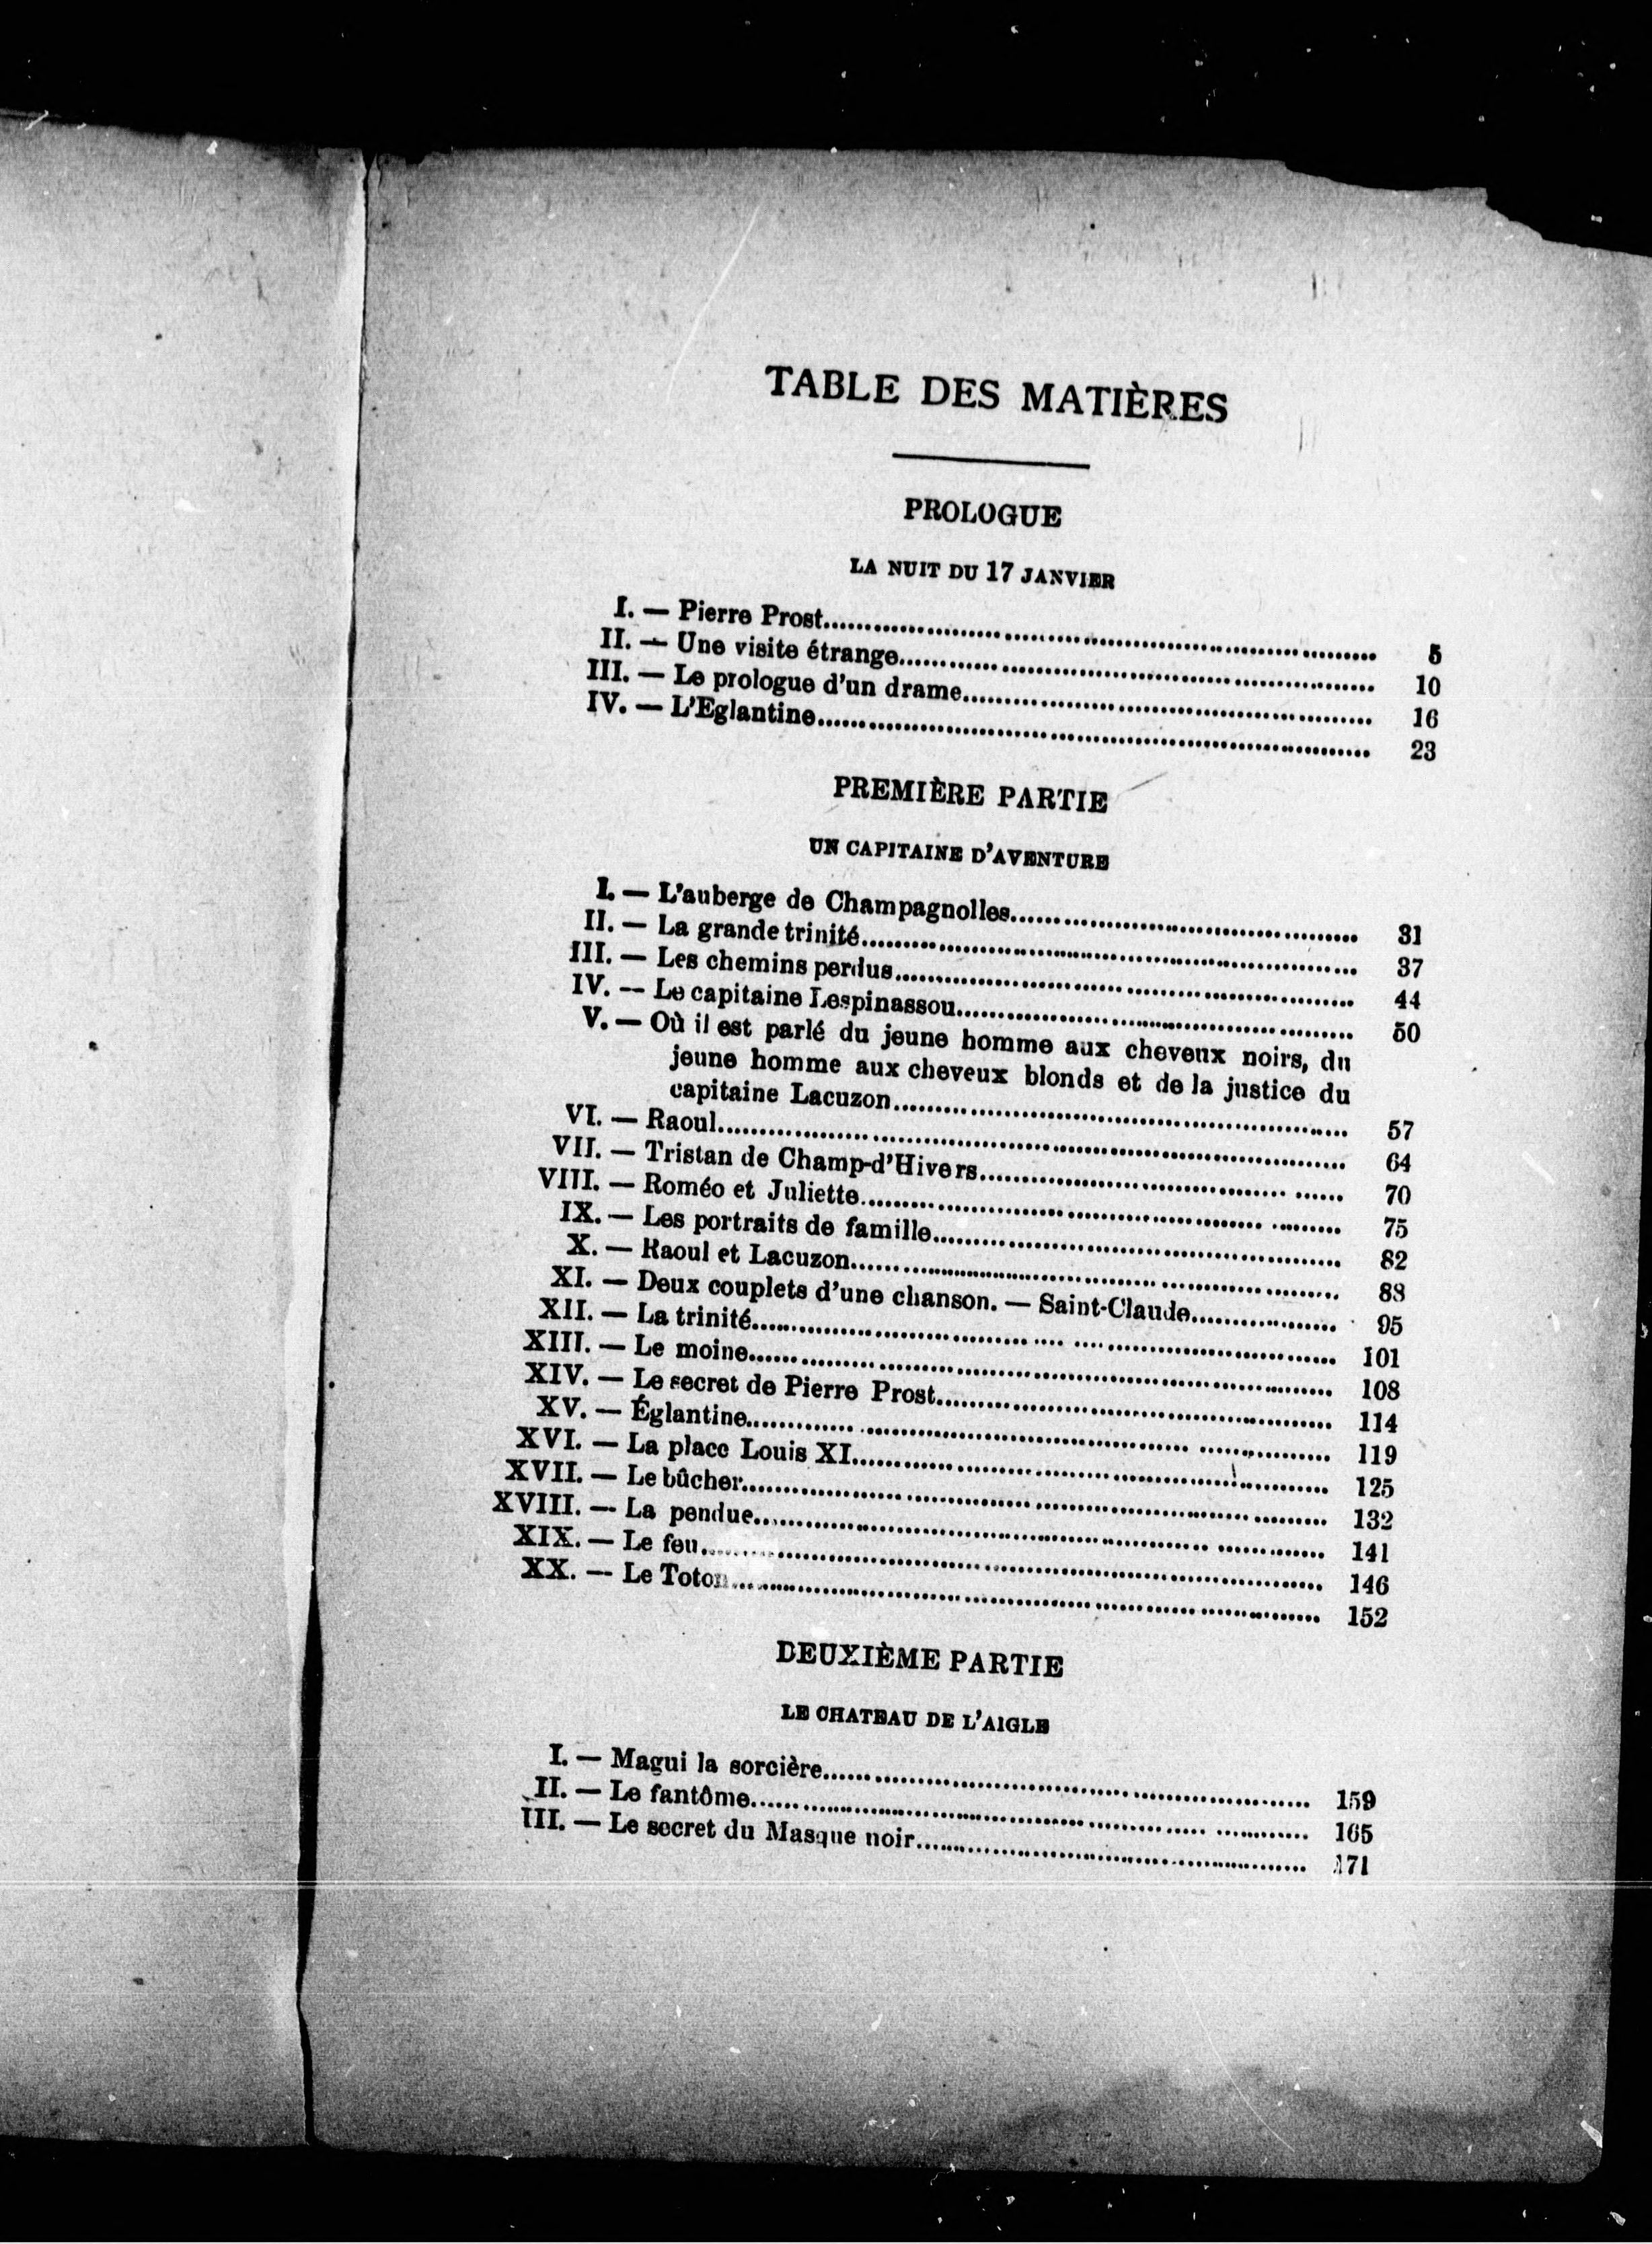 TABLE DES MATIÈRES
PROLOGUE
LA NUIT DU 17 JANVIER
I. — Pierre Prost........ 5
II. — Une visite étrange........ 10
III. — Le prologue d'un drame........ 16
IV. — L'Eglantine........ 23
PREMIÈRE PARTIE
UN CAPITAINE D'AVENTURE
I. — L'auberge de Champagnolles........ 31
II. — La grande trinité........ 37
III. — Les chemins perdus........ 44
IV. — Le capitaine Lespinassou........ 50
V. — Où il est parlé du jeune homme aux cheveux noirs, du
jeune homme aux cheveux blonds et de la justice du
capitaine Lacuzon........ 57
VI. — Raoul........ 64
VII. — Tristan de Champ-d'Hivers........ 70
VIII. — Roméo et Juliette........ 75
IX. — Les portraits de famille........ 82
X. — Raoul et Lacuzon........ 88
XI. — Deux couplets d'une chanson. — Saint-Claude........ 95
XII. — La trinité........ 101
XIII. — Le moine........ 108
XIV. — Le secret de Pierre Prost........ 114
XV. — Églantine........ 119
XVI. — La place Louis XI........ 125
XVII. — Le bûcher........ 132
XVIII. — La pendue........ 141
XIX. — Le feu........ 146
XX. — Le Toton........ 152
DEUXIÈME PARTIE
LE CHATEAU DE L'AIGLE
I. — Magui la sorcière........ 159
II. — Le fantôme........ 165
III. — Le secret du Masque noir........ 171